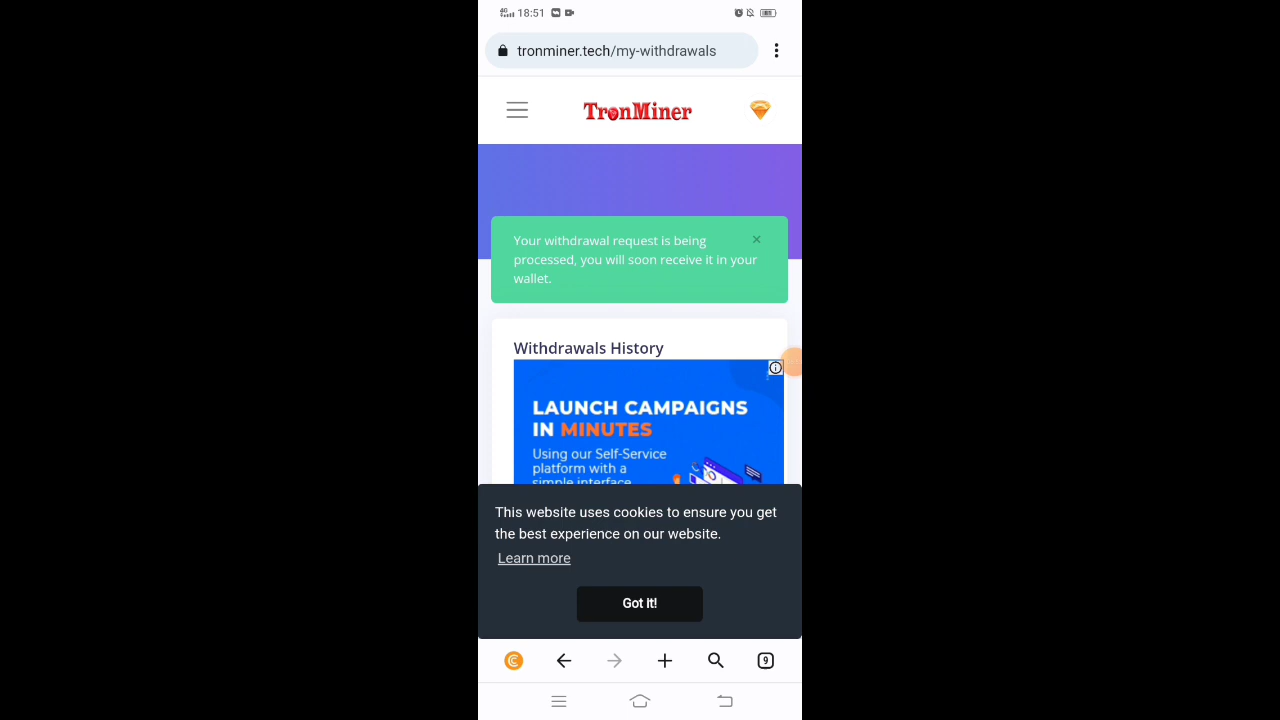 18:51
tronminer.tech/my-withdrawals
TronMiner
Your withdrawal request is being
processed, you will soon receive it in your
wallet.
Withdrawals History
LAUNCH CAMPAIGNS
IN MINUTES
Using our Self-Service
platform with a
simple interface
This website uses cookies to ensure you get
the best experience on our website.
Learn more
Got it!
9